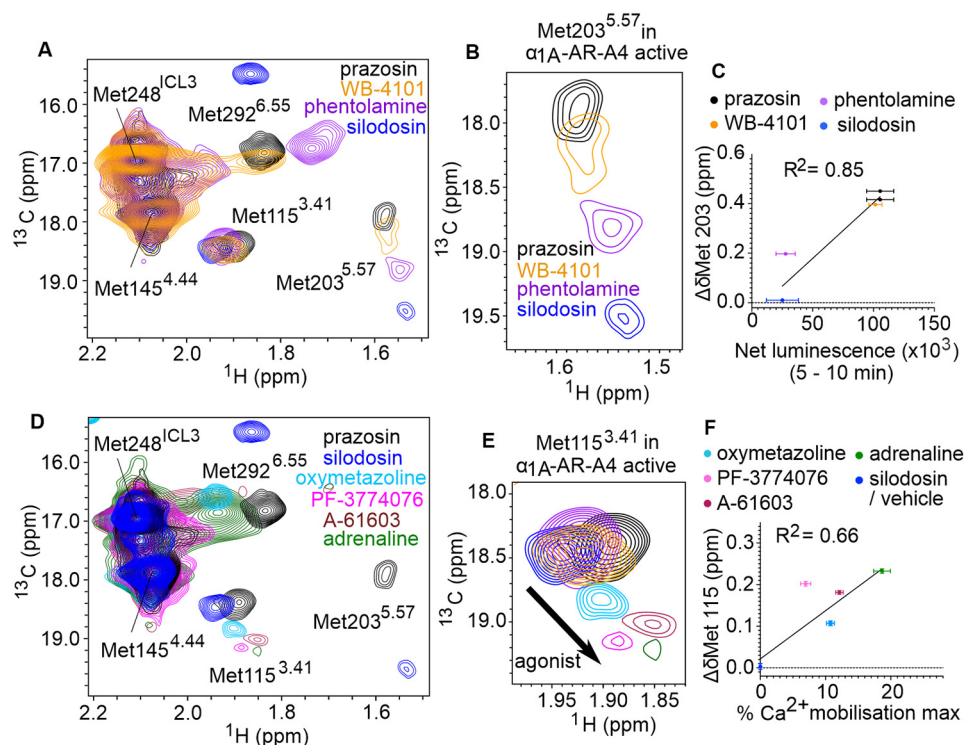 A
Met248^ICL3
Met292^6.55
prazosin
WB-4101
phentolamine
silodosin
Met115^3.41
Met145^4.44
Met203^5.57
16.0
17.0
18.0
19.0
13C (ppm)
2.2
2.0
1.8
1.6
1H (ppm)
B
Met203^5.57 in
α1A-AR-A4 active
18.0
18.5
19.0
19.5
13C (ppm)
prazosin
WB-4101
phentolamine
silodosin
1.58
1.48
1H (ppm)
C
prazosin
phentolamine
WB-4101
silodosin
R2= 0.85
0.6
0.4
0.2
0.0
ΔδMet 203 (ppm)
0
50
100
150
Net luminescence (x10^3)
(5 - 10 min)
D
Met248^ICL3
Met292^6.55
prazosin
silodosin
oxymetazoline
PF-3774076
A-61603
adrenaline
Met203^5.57
Met145^4.44
Met115^3.41
16.0
17.0
18.0
19.0
13C (ppm)
2.2
2.0
1.8
1.6
1H (ppm)
E
Met115^3.41 in
α1A-AR-A4 active
18.0
18.5
19.0
19.5
13C (ppm)
agonist
1.95
1.90
1.85
1H (ppm)
F
oxymetazoline
adrenaline
PF-3774076
silodosin
/ vehicle
A-61603
R2= 0.66
0.3
0.2
0.1
0.0
ΔδMet 115 (ppm)
0
10
20
% Ca2+mobilisation max